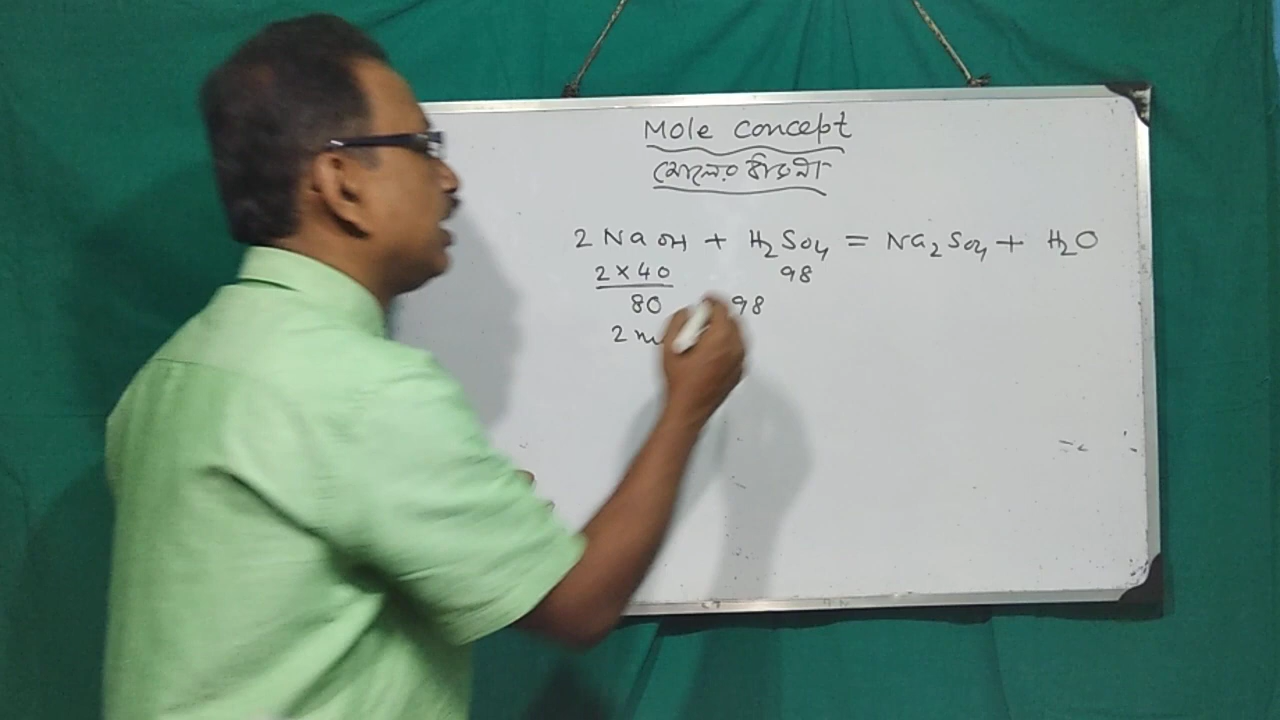 Mole concept
মোলের ধারণা
2 NaOH + H₂SO₄ = Na₂SO₄ + H₂O
2 × 40 98
80 98
2 m